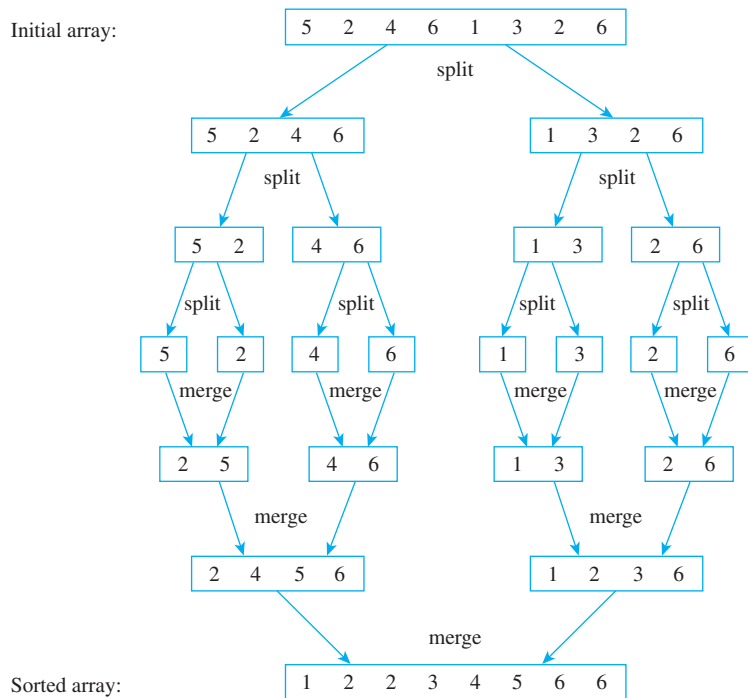 Initial array: 5 2 4 6 1 3 2 6
split
5 2 4 6 1 3 2 6
split split
5 2 4 6 1 3 2 6
split split split split
5 2 4 6 1 3 2 6
merge merge merge merge
2 5 4 6 1 3 2 6
merge merge
2 4 5 6 1 2 3 6
merge
Sorted array: 1 2 2 3 4 5 6 6